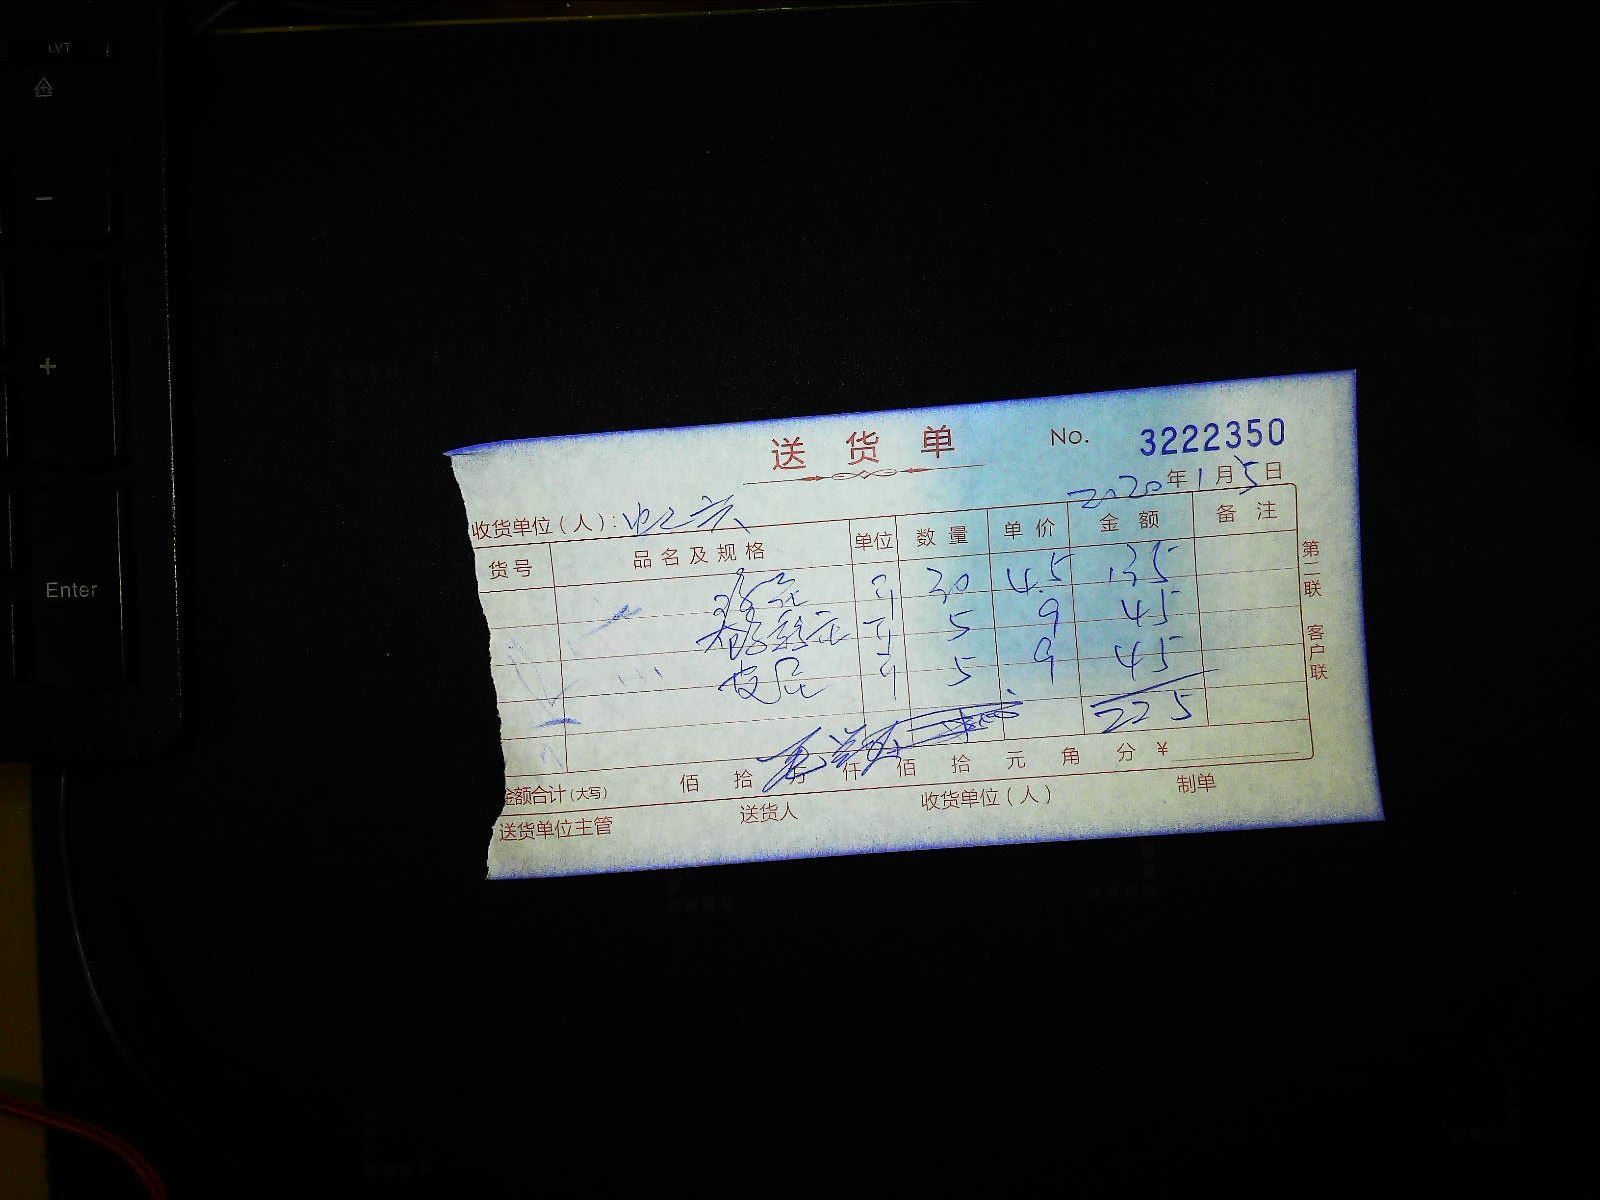 LVT
−
+
Enter
送货单 No. 3222350
2020年1月5日
收货单位(人):
货号 品名及规格 单位 数量 单价 金额 备注
30 4.5 135
5 9 45
5 9 45
225
金额合计(大写) 佰 拾 万 仟 佰 拾 元 角 分 ¥
送货单位主管 送货人 收货单位(人) 制单
第二联 客户联